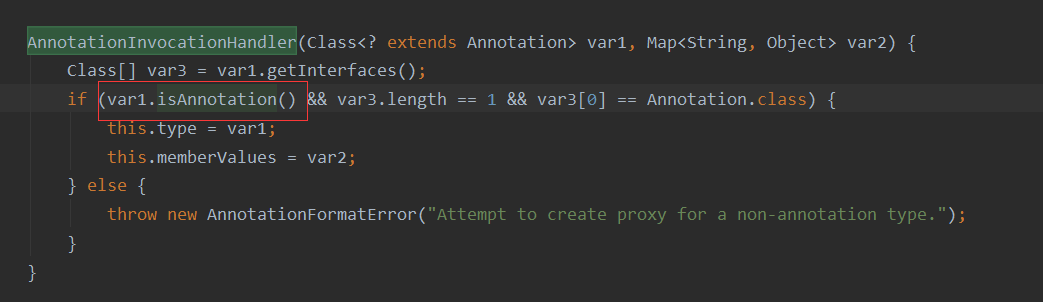 AnnotationInvocationHandler(Class<? extends Annotation> var1, Map<String, Object> var2) {
    Class[] var3 = var1.getInterfaces();
    if (var1.isAnnotation() && var3.length == 1 && var3[0] == Annotation.class) {
        this.type = var1;
        this.memberValues = var2;
    } else {
        throw new AnnotationFormatError("Attempt to create proxy for a non-annotation type.");
    }
}